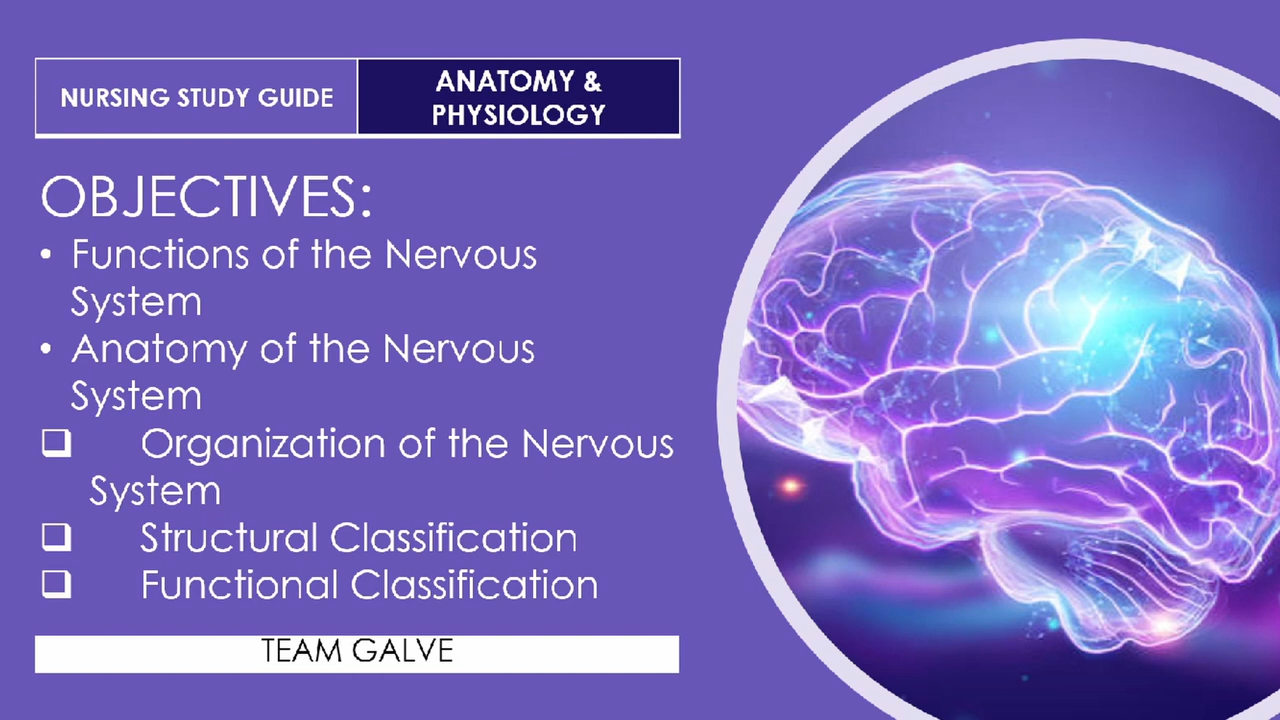 NURSING STUDY GUIDE
ANATOMY &
PHYSIOLOGY
OBJECTIVES:
• Functions of the Nervous
System
• Anatomy of the Nervous
System
❑ Organization of the Nervous
System
❑ Structural Classification
❑ Functional Classification
TEAM GALVE